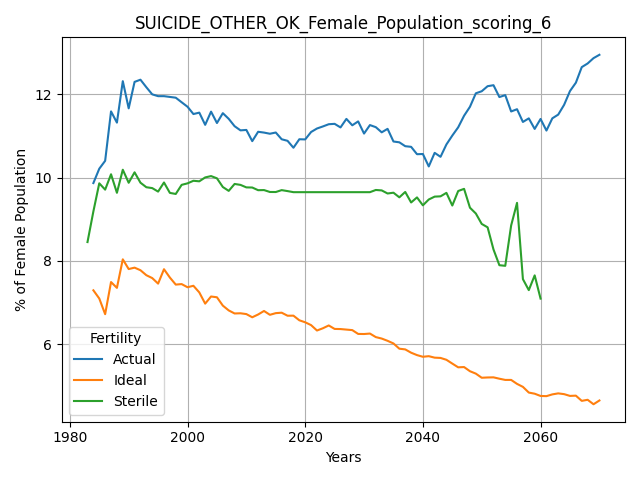 SUICIDE_OTHER_OK_Female_Population_scoring_6
% of Female Population
12
10
8
6
Fertility
Actual
Ideal
Sterile
1980 2000 2020 2040 2060
Years